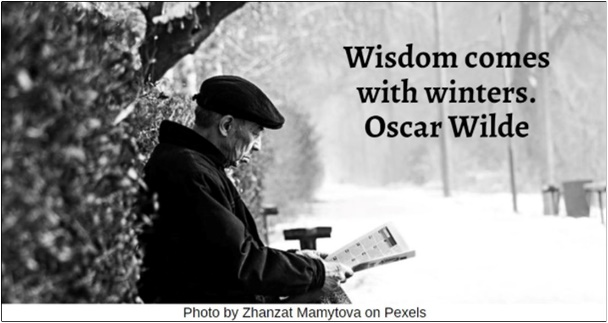 Wisdom comes
with winters.
Oscar Wilde
Photo by Zhanzat Mamytova on Pexels